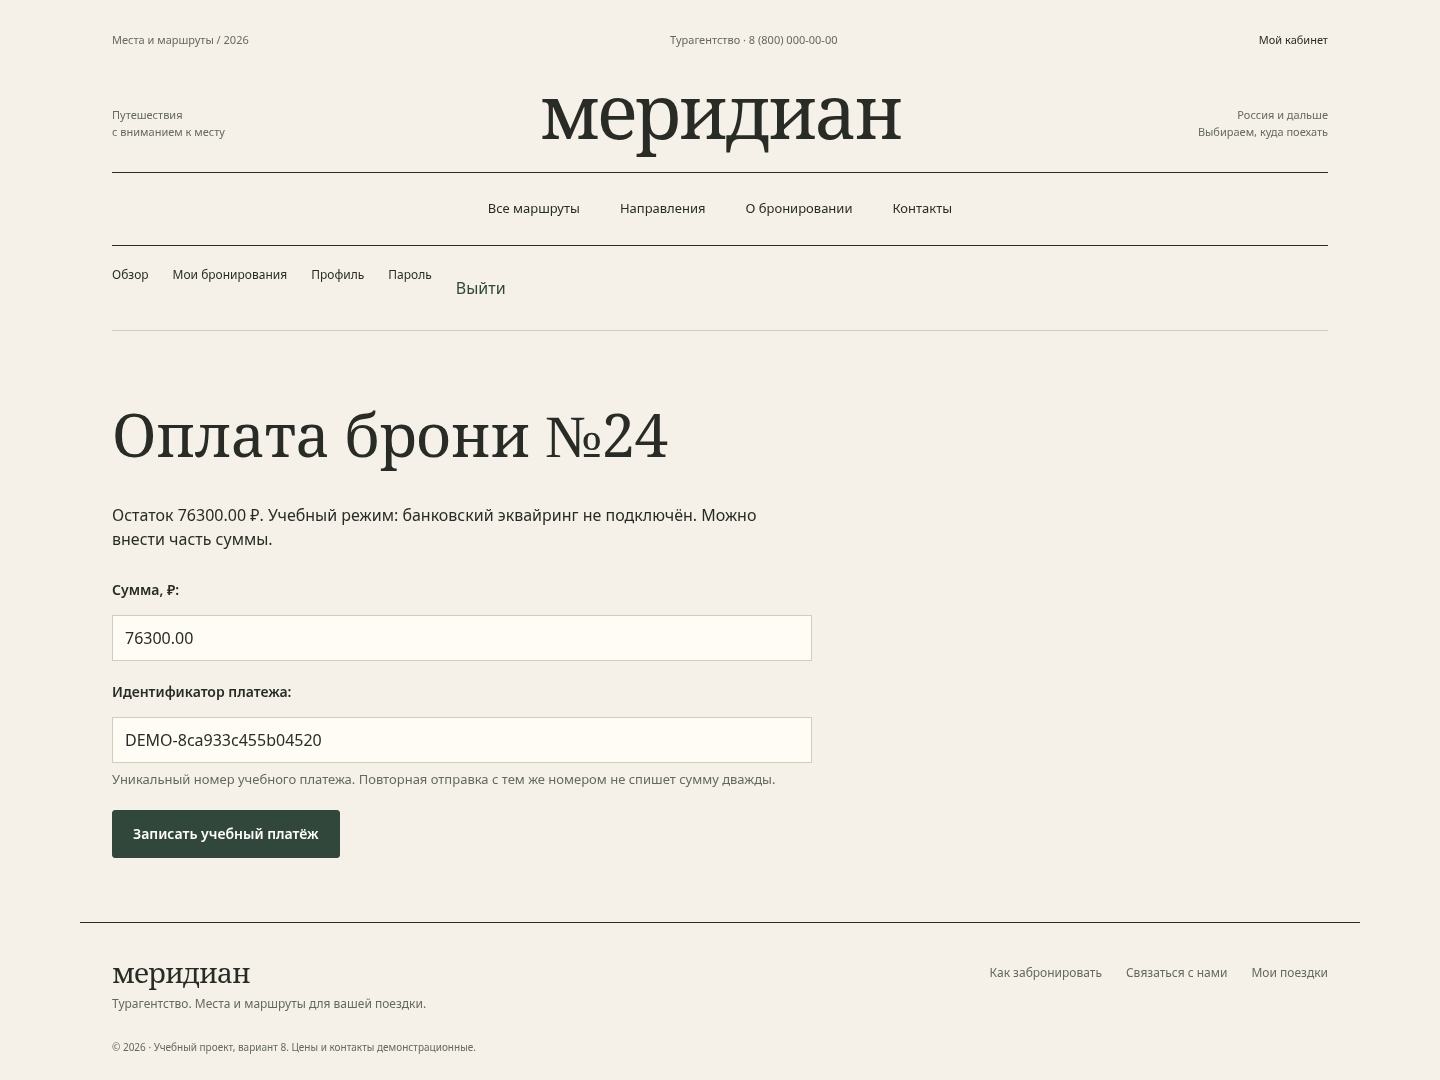 Места и маршруты / 2026
Турагентство · 8 (800) 000-00-00
Мой кабинет
Путешествия
с вниманием к месту
меридиан
Россия и дальше
Выбираем, куда поехать
Все маршруты
Направления
О бронировании
Контакты
Обзор
Мои бронирования
Профиль
Пароль
Выйти
Оплата брони №24
Остаток 76300.00 ₽. Учебный режим: банковский эквайринг не подключён. Можно
внести часть суммы.
Сумма, ₽:
76300.00
Идентификатор платежа:
DEMO-8ca933c455b04520
Уникальный номер учебного платежа. Повторная отправка с тем же номером не спишет сумму дважды.
Записать учебный платёж
меридиан
Турагентство. Места и маршруты для вашей поездки.
Как забронировать
Связаться с нами
Мои поездки
© 2026 · Учебный проект, вариант 8. Цены и контакты демонстрационные.